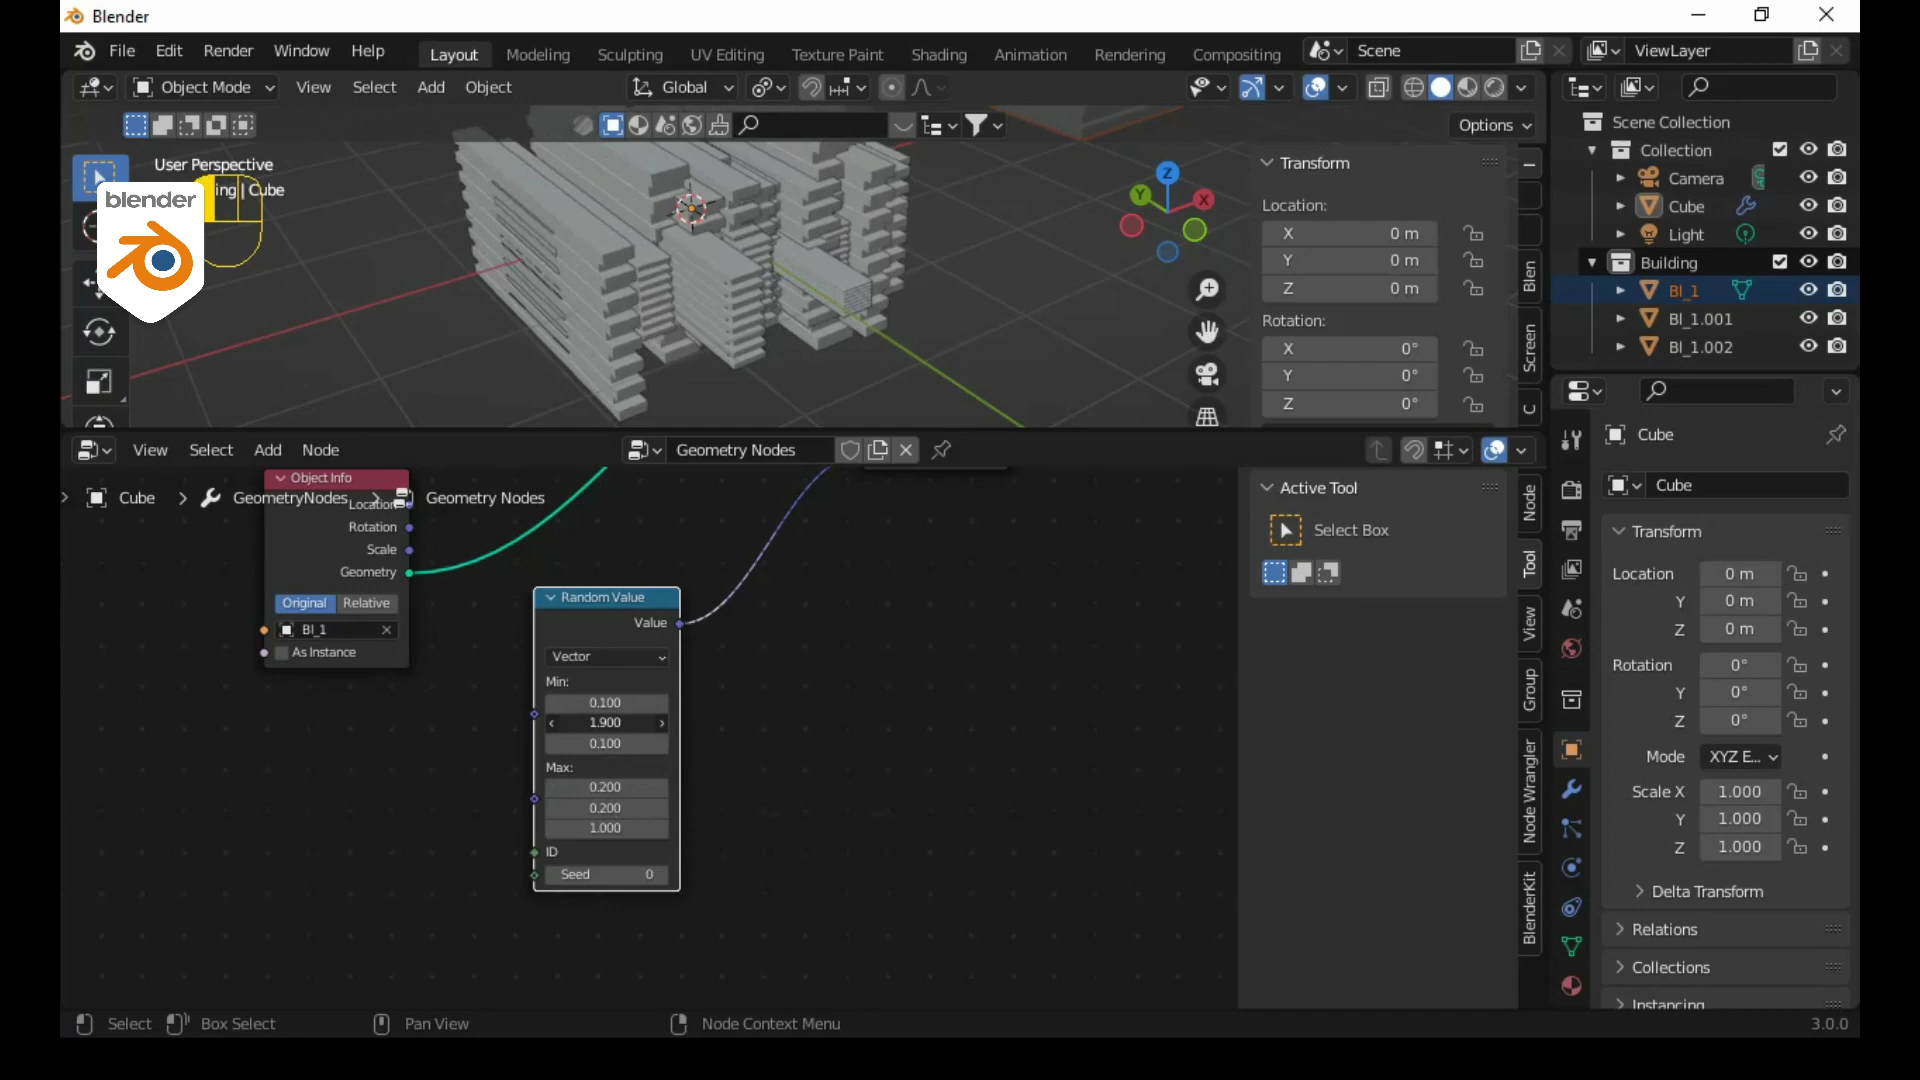 Blender
File Edit Render Window Help
Layout Modeling Sculpting UV Editing Texture Paint Shading Animation Rendering Compositing
Scene
ViewLayer
Object Mode View Select Add Object
Global
Options
User Perspective
ing | Cube
blender
Z
Y
X
Transform
Location:
X 0 m
Y 0 m
Z 0 m
Rotation:
X 0°
Y 0°
Z 0°
Blen
Screen
C
Scene Collection
Collection
Camera
Cube
Light
Building
Bl_1
Bl_1.001
Bl_1.002
View Select Add Node
Geometry Nodes
Cube > GeometryNodes > Geometry Nodes
Object Info
Location
Rotation
Scale
Geometry
Original Relative
Bl_1
As Instance
Random Value
Value
Vector
Min:
0.100
1.900
0.100
Max:
0.200
0.200
1.000
ID
Seed 0
Active Tool
Select Box
Node
Tool
View
Group
Node Wrangler
BlenderKit
Cube
Cube
Transform
Location 0 m
Y 0 m
Z 0 m
Rotation 0°
Y 0°
Z 0°
Mode XYZ E...
Scale X 1.000
Y 1.000
Z 1.000
Delta Transform
Relations
Collections
Instancing
Select Box Select Pan View Node Context Menu
3.0.0